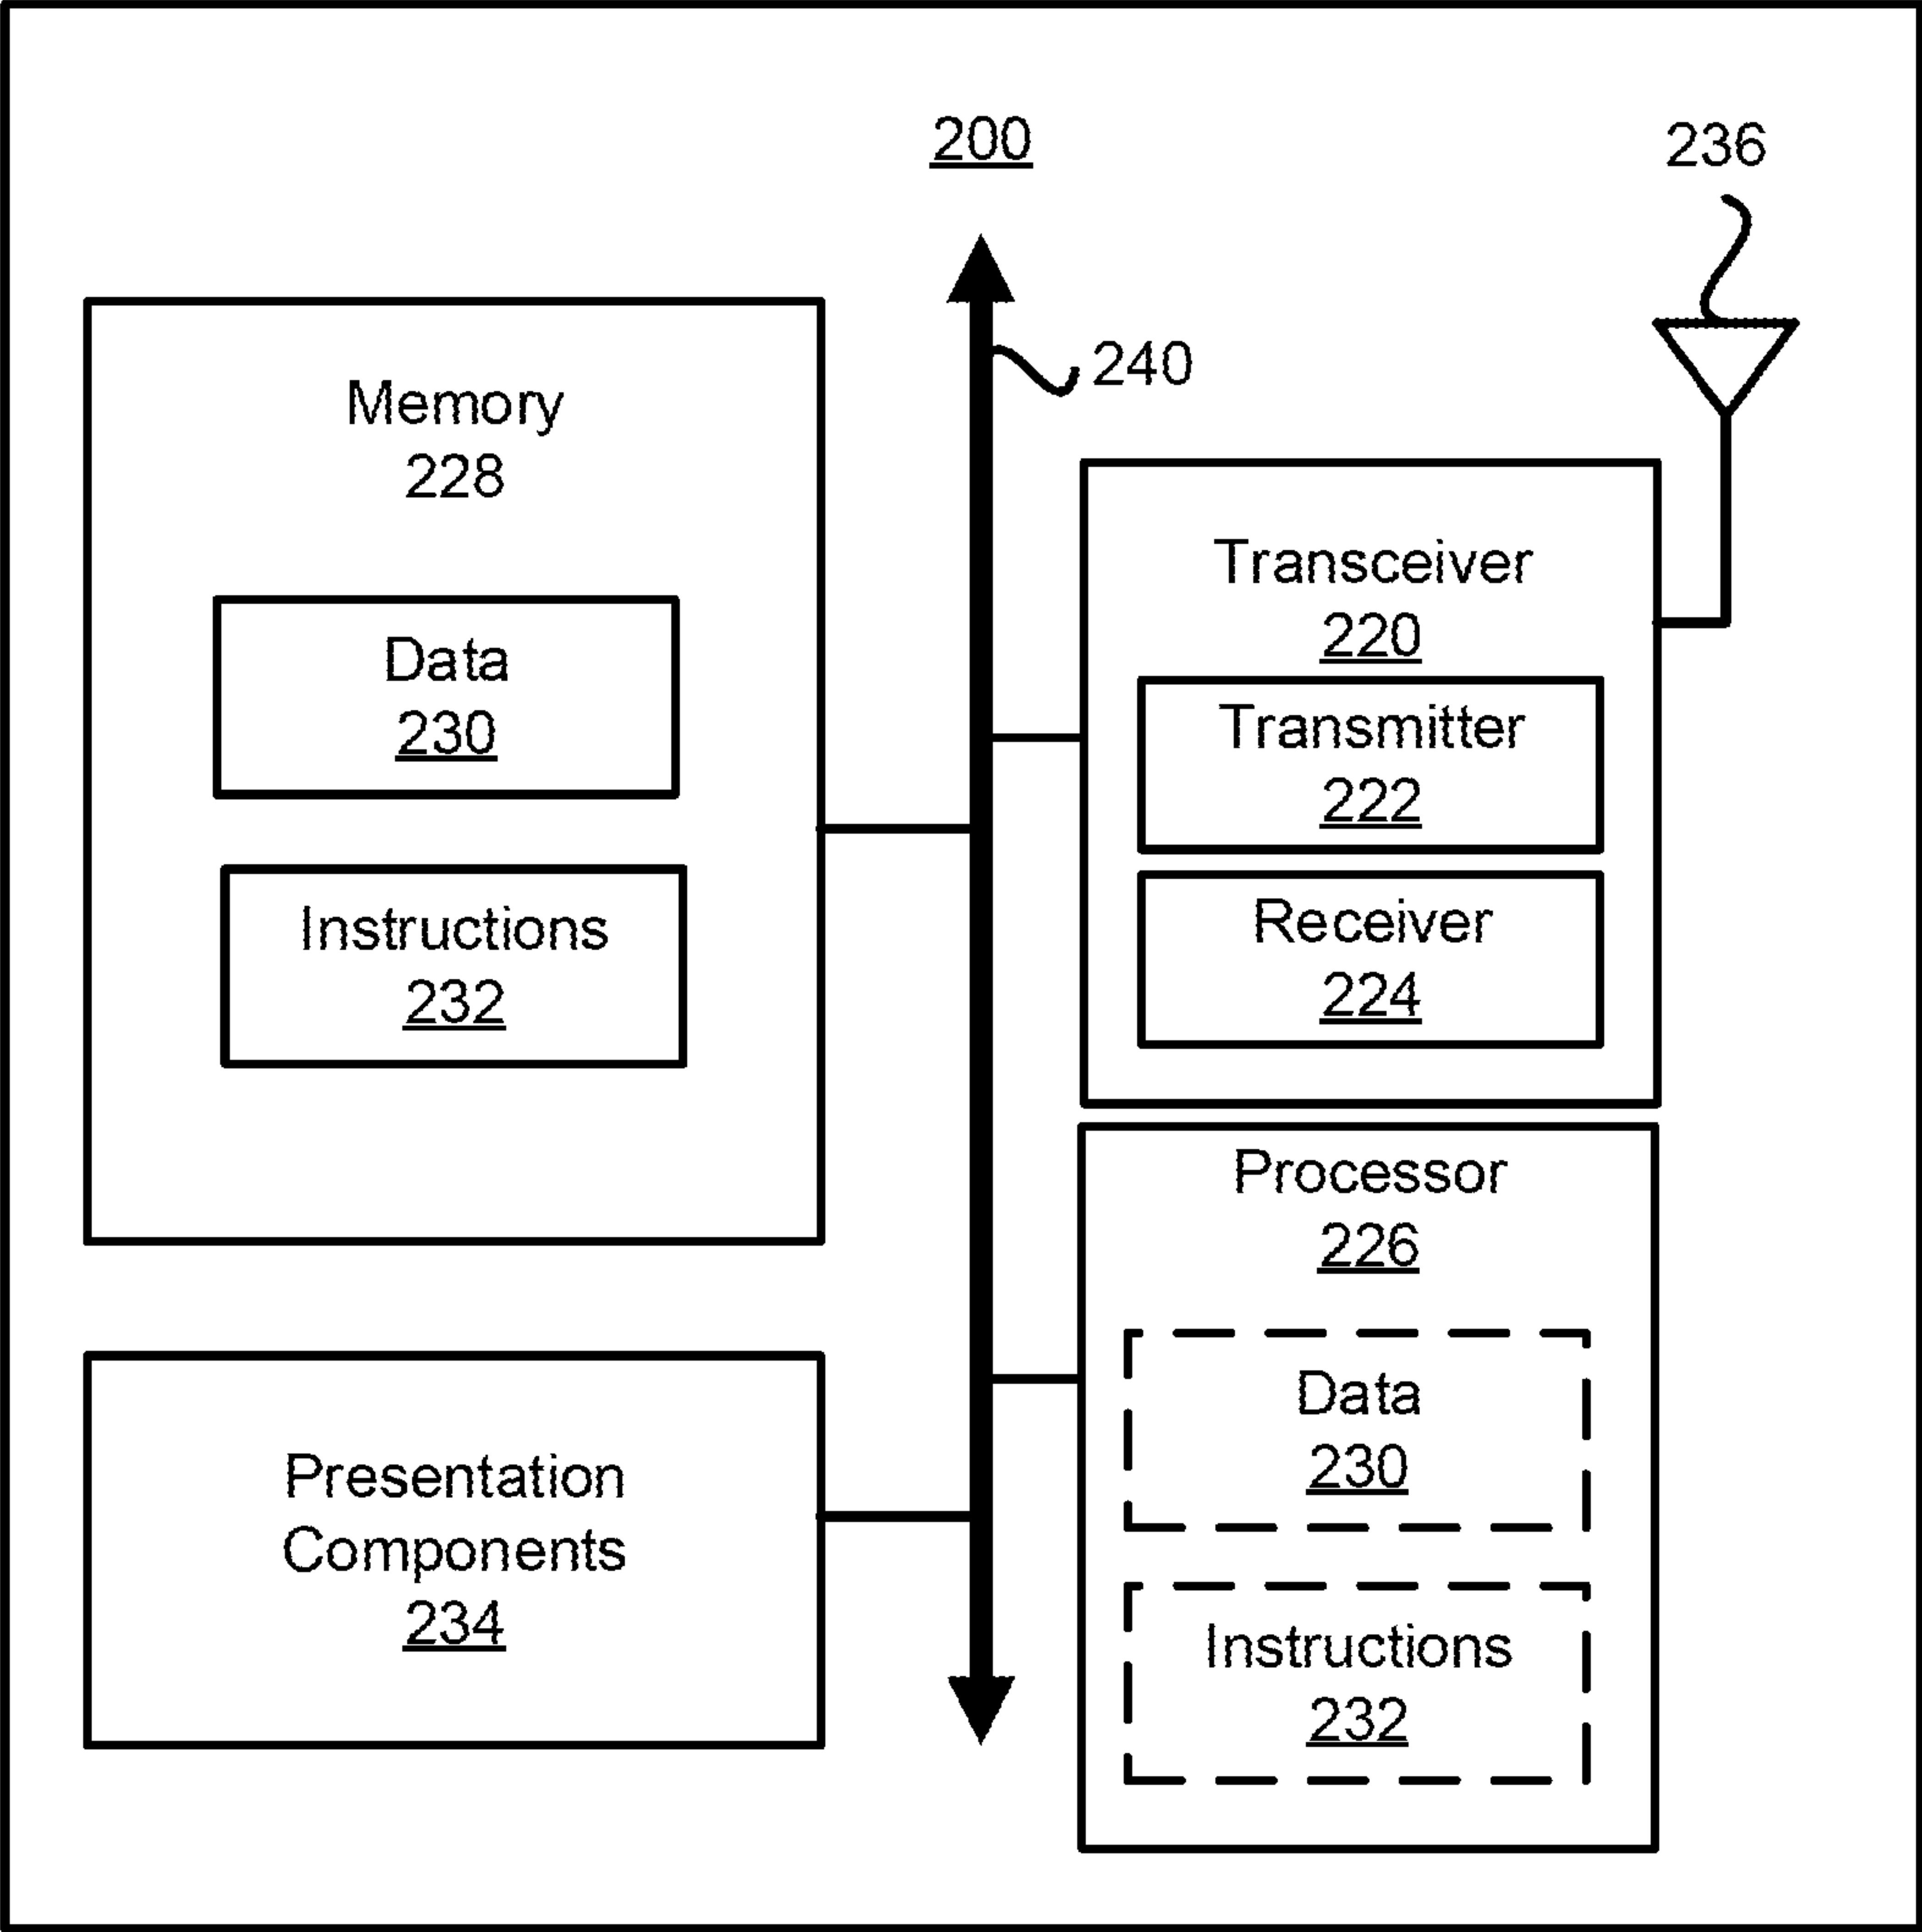 200
236
240
Memory
228
Data
230
Instructions
232
Transceiver
220
Transmitter
222
Receiver
224
Processor
226
Data
230
Instructions
232
Presentation
Components
234